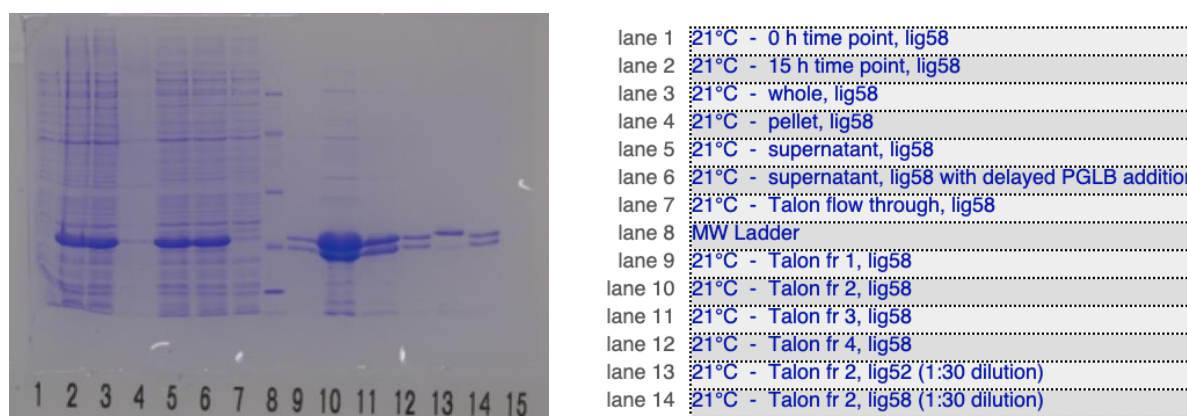 1 2 3 4 5 6 7 8 9 10 11 12 13 14 15
lane 1 21°C - 0 h time point, lig58
lane 2 21°C - 15 h time point, lig58
lane 3 21°C - whole, lig58
lane 4 21°C - pellet, lig58
lane 5 21°C - supernatant, lig58
lane 6 21°C - supernatant, lig58 with delayed PGLB addition
lane 7 21°C - Talon flow through, lig58
lane 8 MW Ladder
lane 9 21°C - Talon fr 1, lig58
lane 10 21°C - Talon fr 2, lig58
lane 11 21°C - Talon fr 3, lig58
lane 12 21°C - Talon fr 4, lig58
lane 13 21°C - Talon fr 2, lig52 (1:30 dilution)
lane 14 21°C - Talon fr 2, lig58 (1:30 dilution)